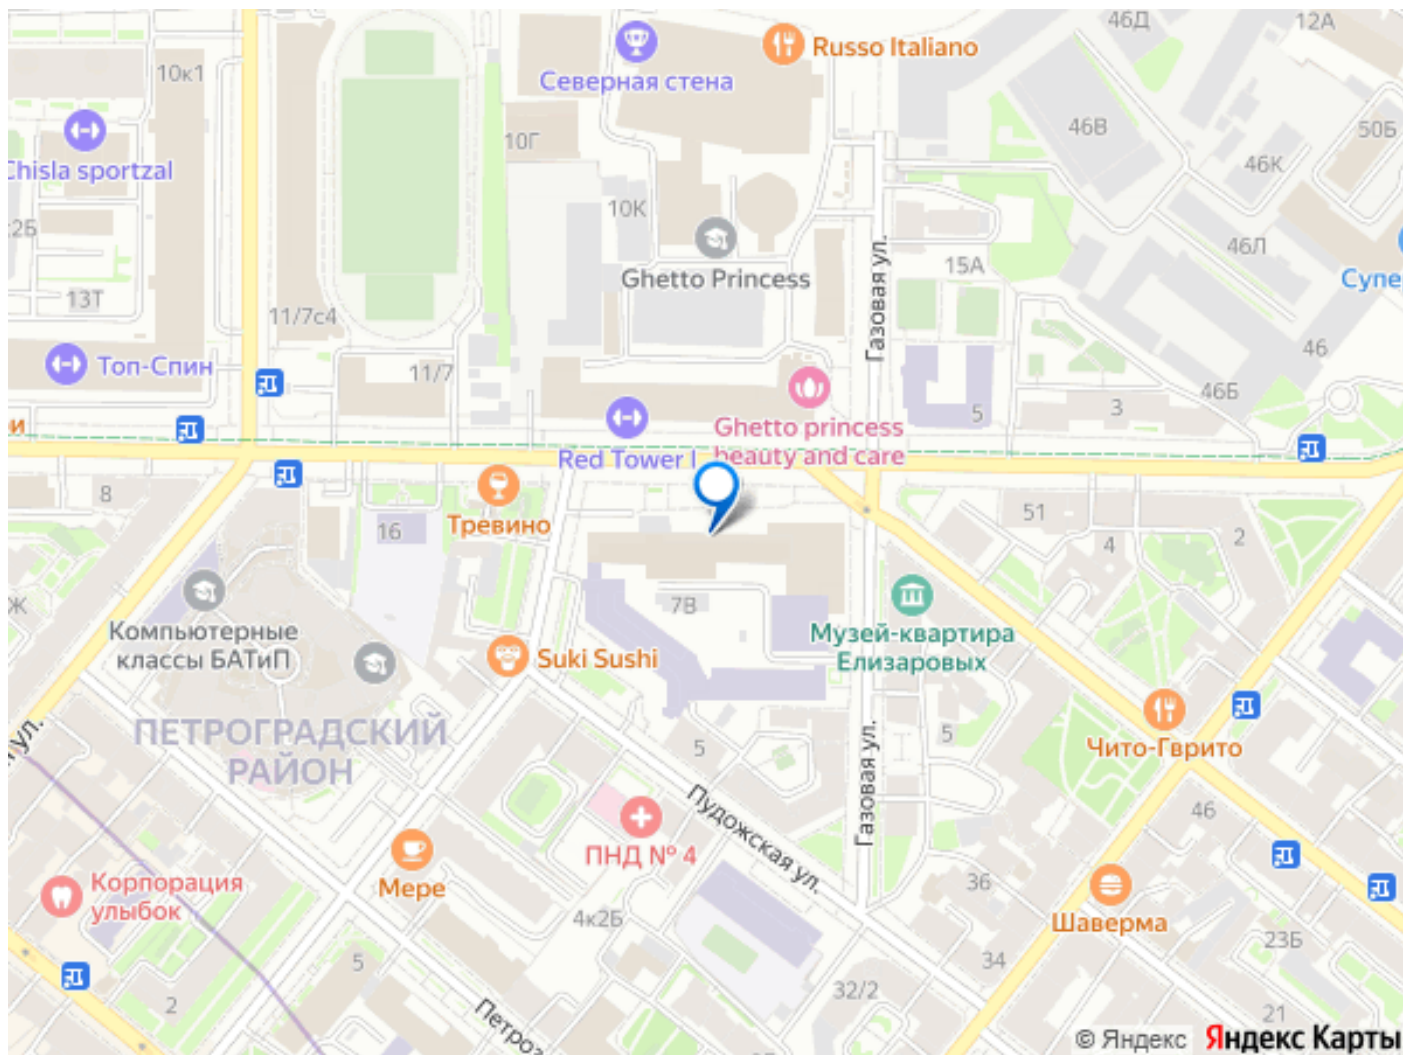 46Д
12А
Russo Italiano
10к1
Северная стена
46В
50Б
10Г
Chisla sportzal
46К
10К
2Б
46Л
Газовая ул.
15А
Ghetto Princess
Супе
13Т
11/7с4
46
Топ-Спин
11/7
46Б
3
5
Ghetto princess
beauty and care
Red Tower I
8
51
Тревино
16
4
2
Ж
7В
Компьютерные
классы БАТиП
Музей-квартира
Елизаровых
Suki Sushi
ПЕТРОГРАДСКИЙ
РАЙОН
ул.
5
5
Чито-Гврито
Газовая ул.
Пудожская ул.
46
ПНД № 4
Мере
Корпорация
улыбок
36
4к2Б
Шаверма
23Б
5
34
2
32/2
21
Петроз
© Яндекс Яндекс Карты